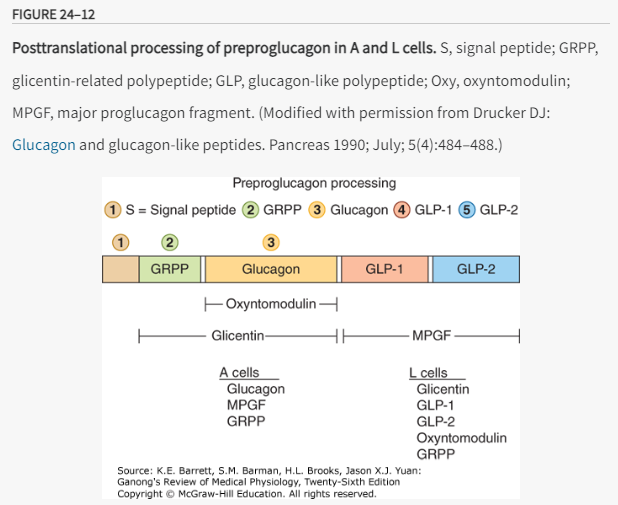 FIGURE 24–12
Posttranslational processing of preproglucagon in A and L cells. S, signal peptide; GRPP,
glicentin-related polypeptide; GLP, glucagon-like polypeptide; Oxy, oxyntomodulin;
MPGF, major proglucagon fragment. (Modified with permission from Drucker DJ:
Glucagon and glucagon-like peptides. Pancreas 1990; July; 5(4):484–488.)
Preproglucagon processing
1 S = Signal peptide 2 GRPP 3 Glucagon 4 GLP-1 5 GLP-2
1 2 3
GRPP Glucagon GLP-1 GLP-2
Oxyntomodulin
Glicentin MPGF
A cells
Glucagon
MPGF
GRPP
L cells
Glicentin
GLP-1
GLP-2
Oxyntomodulin
GRPP
Source: K.E. Barrett, S.M. Barman, H.L. Brooks, Jason X.J. Yuan:
Ganong's Review of Medical Physiology, Twenty-Sixth Edition
Copyright © McGraw-Hill Education. All rights reserved.